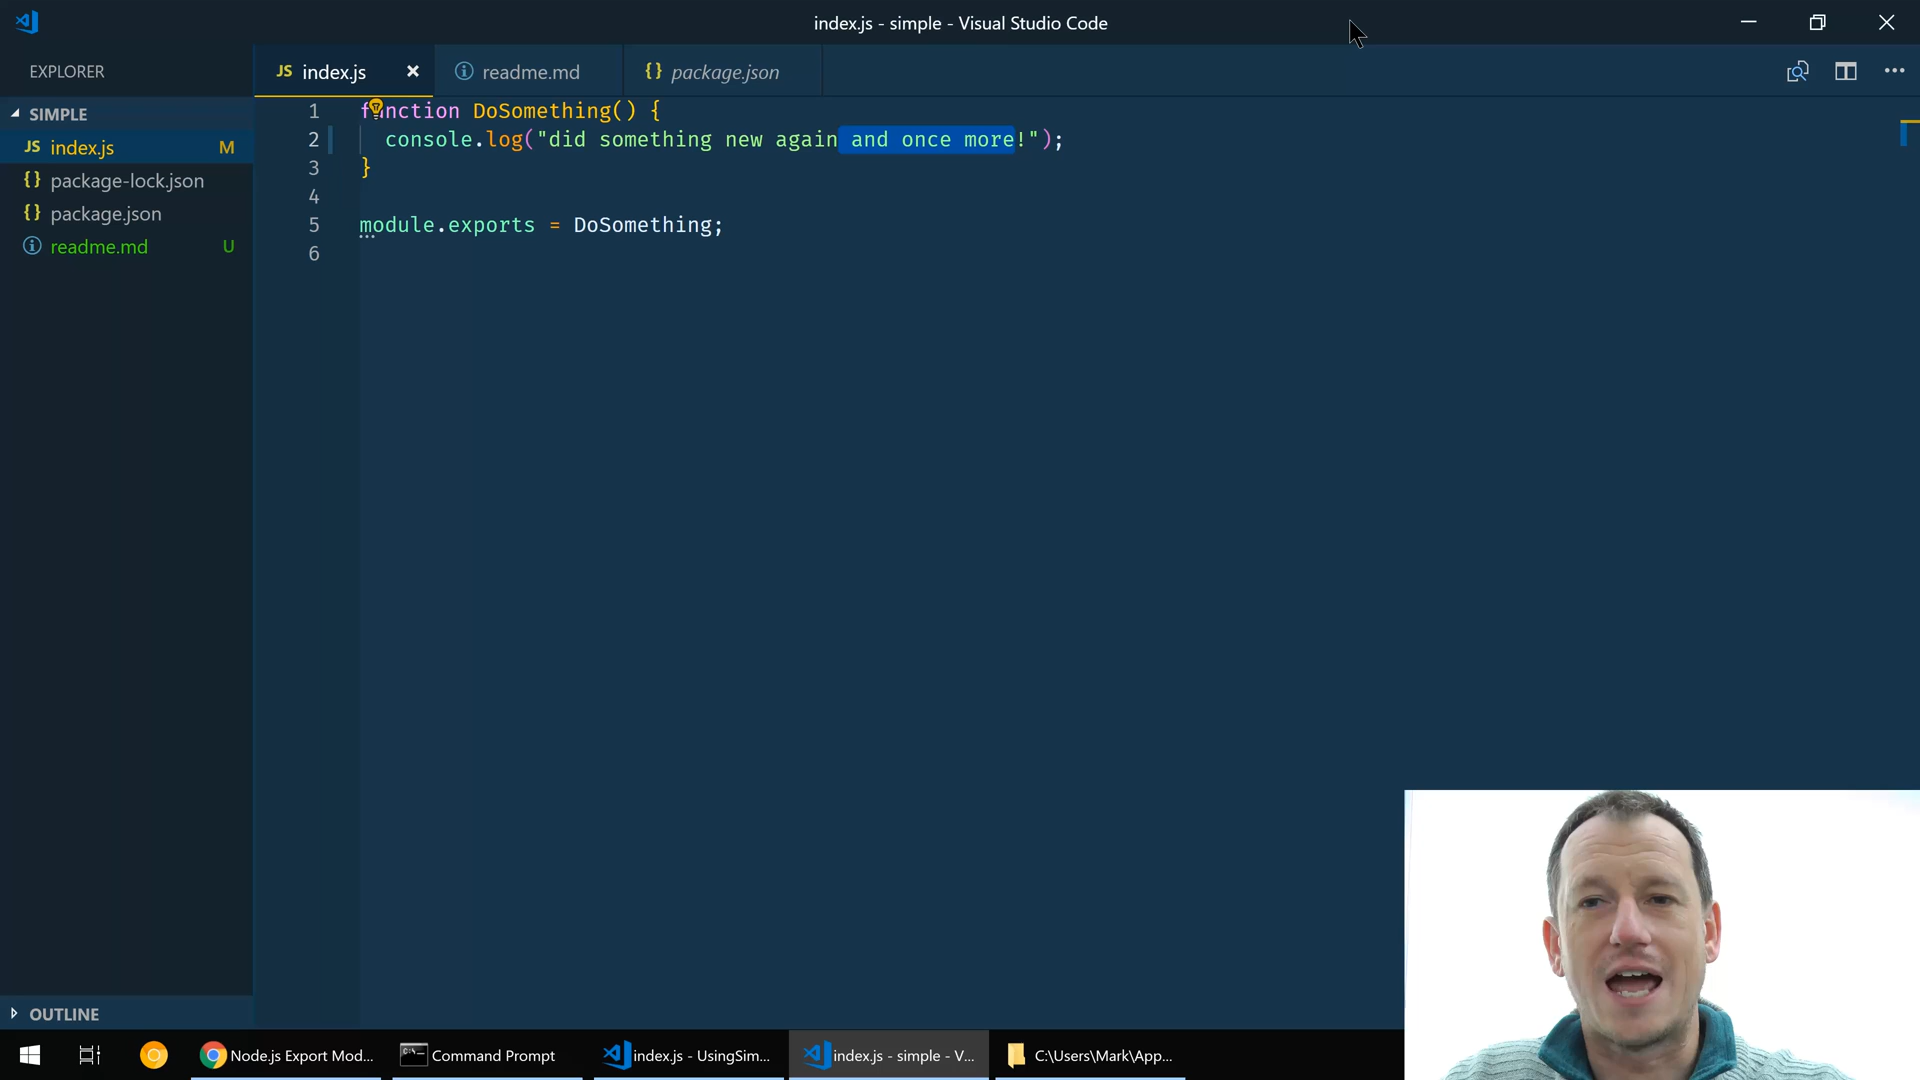 index.js - simple - Visual Studio Code
EXPLORER
JS index.js
readme.md
{} package.json
SIMPLE
JS index.js M
{} package-lock.json
{} package.json
readme.md U
1 function DoSomething() {
2 console.log("did something new again and once more!");
3 }
4
5 module.exports = DoSomething;
6
OUTLINE
Node.js Export Mod...
Command Prompt
index.js - UsingSim...
index.js - simple - V...
C:\Users\Mark\App...